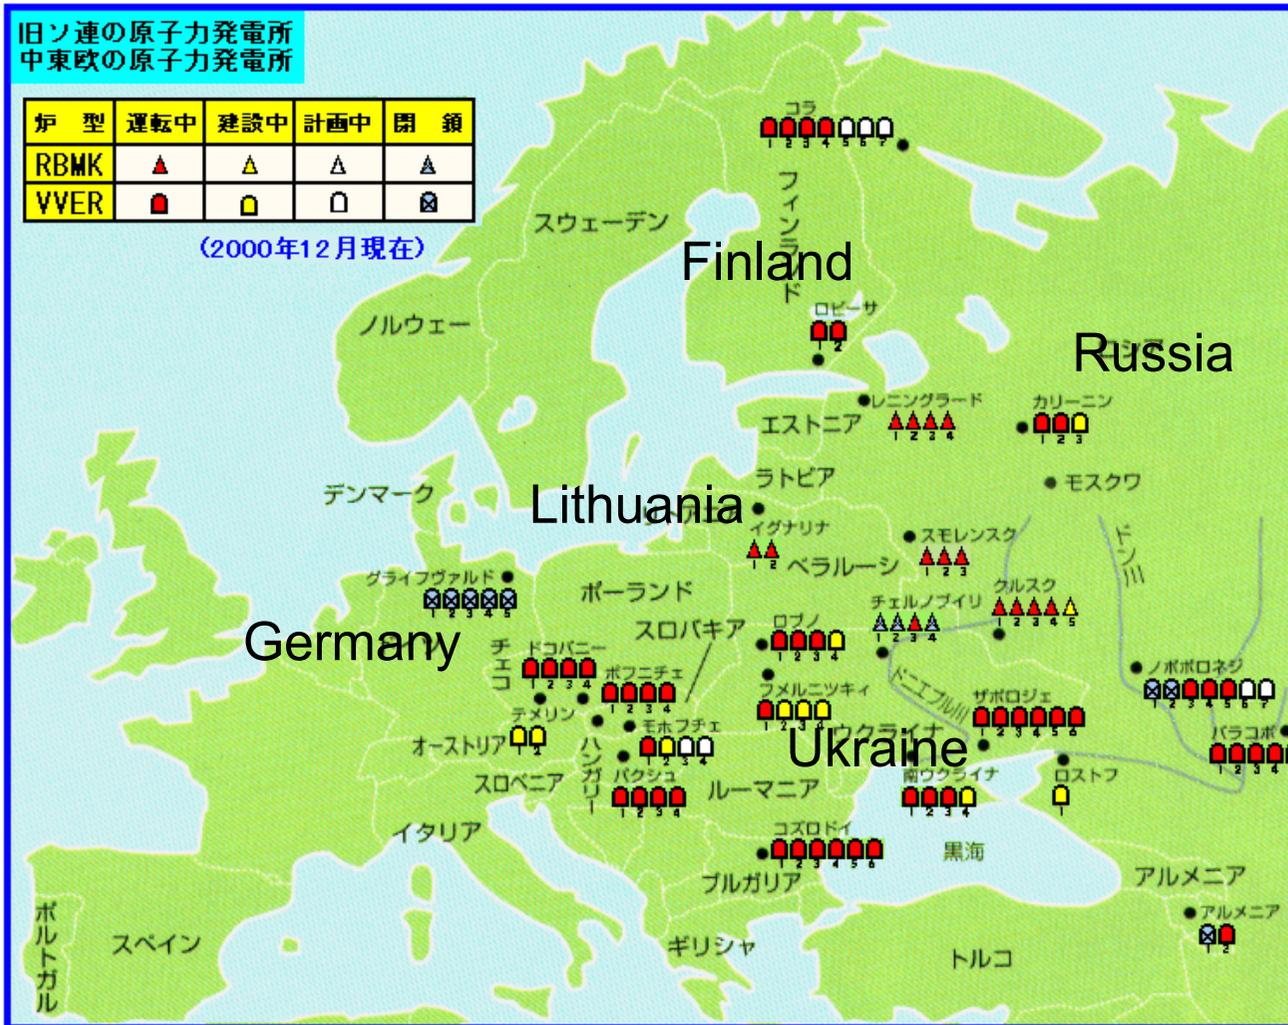 旧ソ連の原子力発電所
中東欧の原子力発電所
炉 型 運転中 建設中 計画中 閉 鎖
RBMK
VVER
(2000年12月現在)
コラ
1 2 3 4 5 6 7
フィンランド
スウェーデン
Finland
ロビーサ
1 2
ノルウェー
Russia
ロシア
レニングラード
1 2 3 4
カリーニン
1 2 3
エストニア
ラトビア
モスクワ
デンマーク
Lithuania
リトアニア
イグナリナ
1 2
ベラルーシ
スモレンスク
1 2 3
ドン川
グライフヴァルド
1 2 3 4 5
ポーランド
チェルノブイリ
1 2 3 4
クルスク
1 2 3 4 5
Germany
スロバキア
ロブノ
1 2 3 4
チェコ
ドコバニー
1 2 3 4
ボフニチェ
1 2 3 4
フメルニツキィ
1 2 3 4
ドニエプル川
ザポロジェ
1 2 3 4 5 6
ノボボロネジ
1 2 3 4 5 6 7
テメリン
1 2
モホフチェ
1 2 3 4
ウクライナ
Ukraine
バラコボ
1 2 3 4
オーストリア
ハンガリー
スロベニア
パクシュ
1 2 3 4
ルーマニア
南ウクライナ
1 2 3 4
ロストフ
1
イタリア
コズロドイ
1 2 3 4 5 6
黒海
ブルガリア
アルメニア
アルメニア
1 2
ポルトガル
スペイン
ギリシャ
トルコ